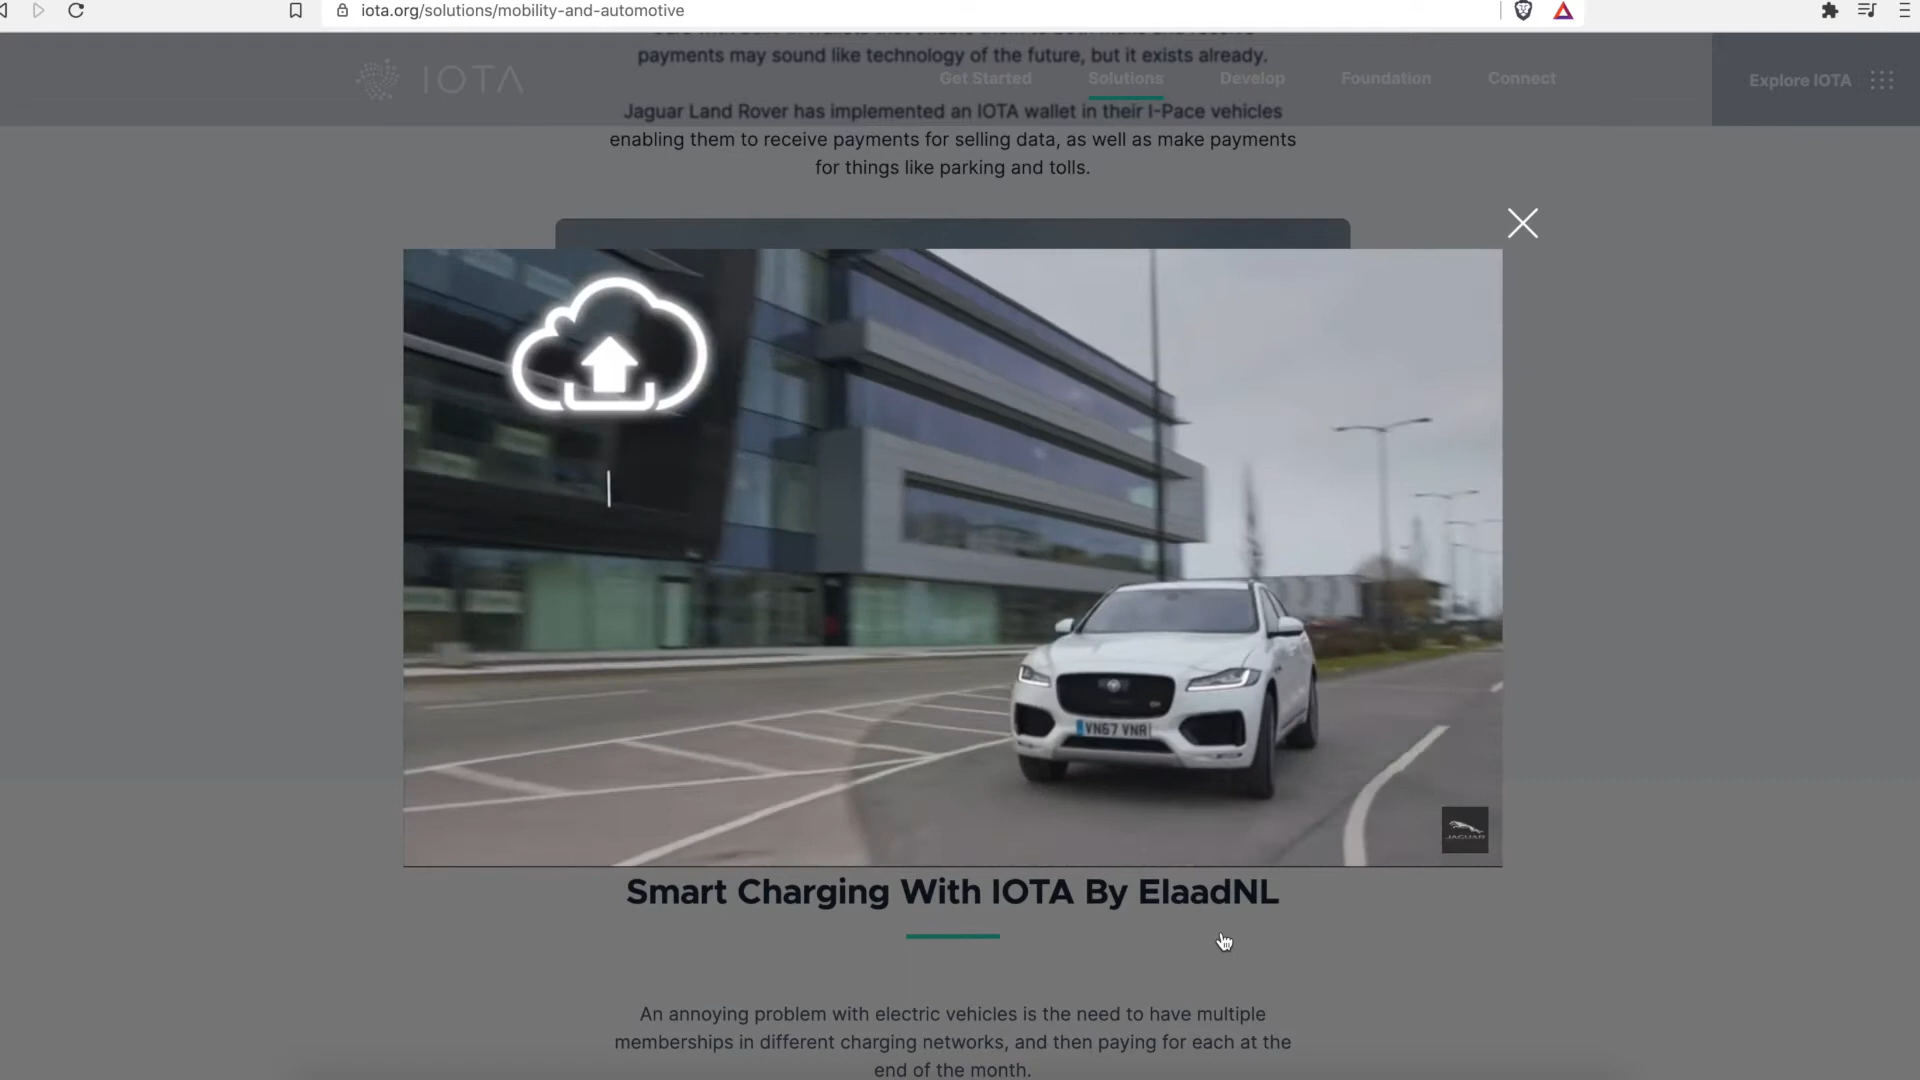 iota.org/solutions/mobility-and-automotive
payments may sound like technology of the future, but it exists already.
IOTA
Get Started
Solutions
Develop
Foundation
Connect
Explore IOTA
Jaguar Land Rover has implemented an IOTA wallet in their I-Pace vehicles
enabling them to receive payments for selling data, as well as make payments
for things like parking and tolls.
VN67 VNR
JAGUAR
Smart Charging With IOTA By ElaadNL
An annoying problem with electric vehicles is the need to have multiple
memberships in different charging networks, and then paying for each at the
end of the month.